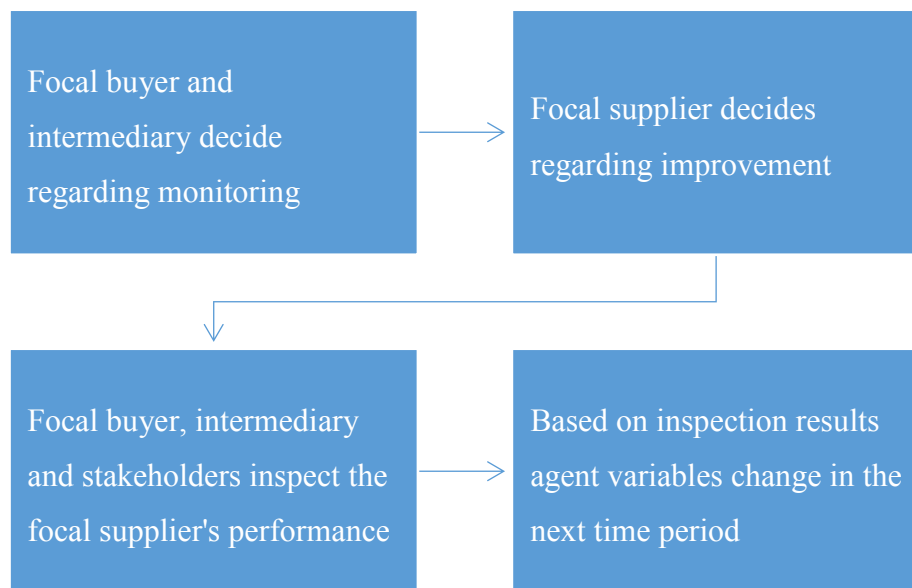 Focal buyer and
intermediary decide
regarding monitoring
Focal supplier decides
regarding improvement
Focal buyer, intermediary
and stakeholders inspect the
focal supplier's performance
Based on inspection results
agent variables change in the
next time period